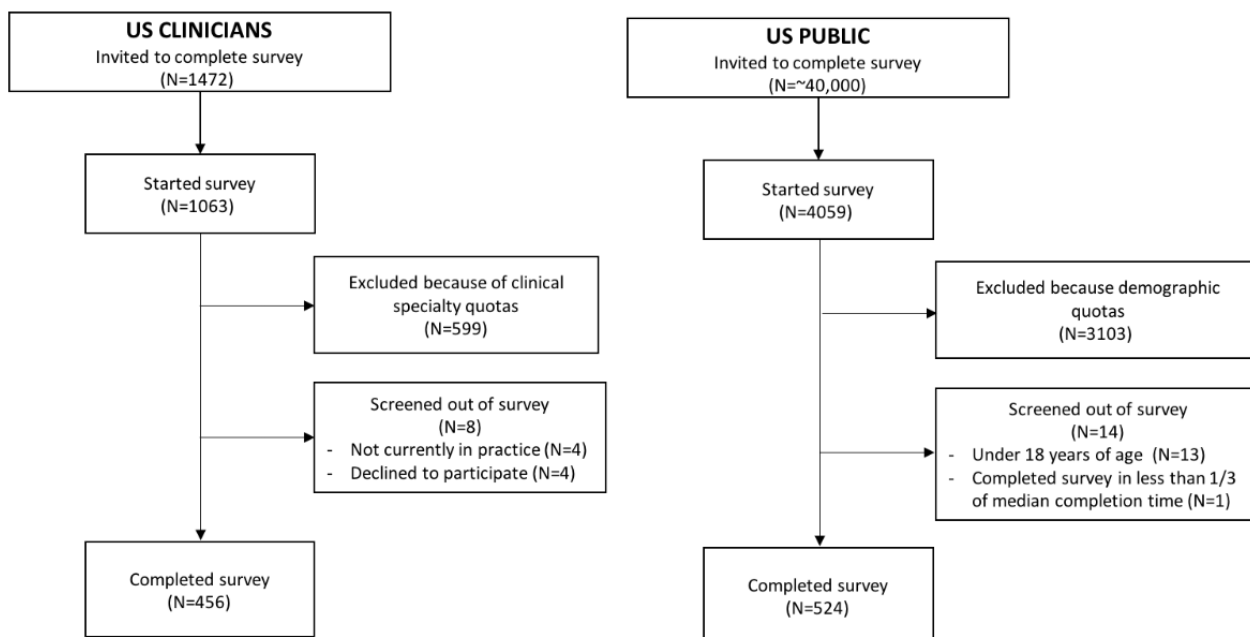 US CLINICIANS
Invited to complete survey
(N=1472)
Started survey
(N=1063)
Excluded because of clinical
specialty quotas
(N=599)
Screened out of survey
(N=8)
- Not currently in practice (N=4)
- Declined to participate (N=4)
Completed survey
(N=456)
US PUBLIC
Invited to complete survey
(N=~40,000)
Started survey
(N=4059)
Excluded because demographic
quotas
(N=3103)
Screened out of survey
(N=14)
- Under 18 years of age (N=13)
- Completed survey in less than 1/3
of median completion time (N=1)
Completed survey
(N=524)